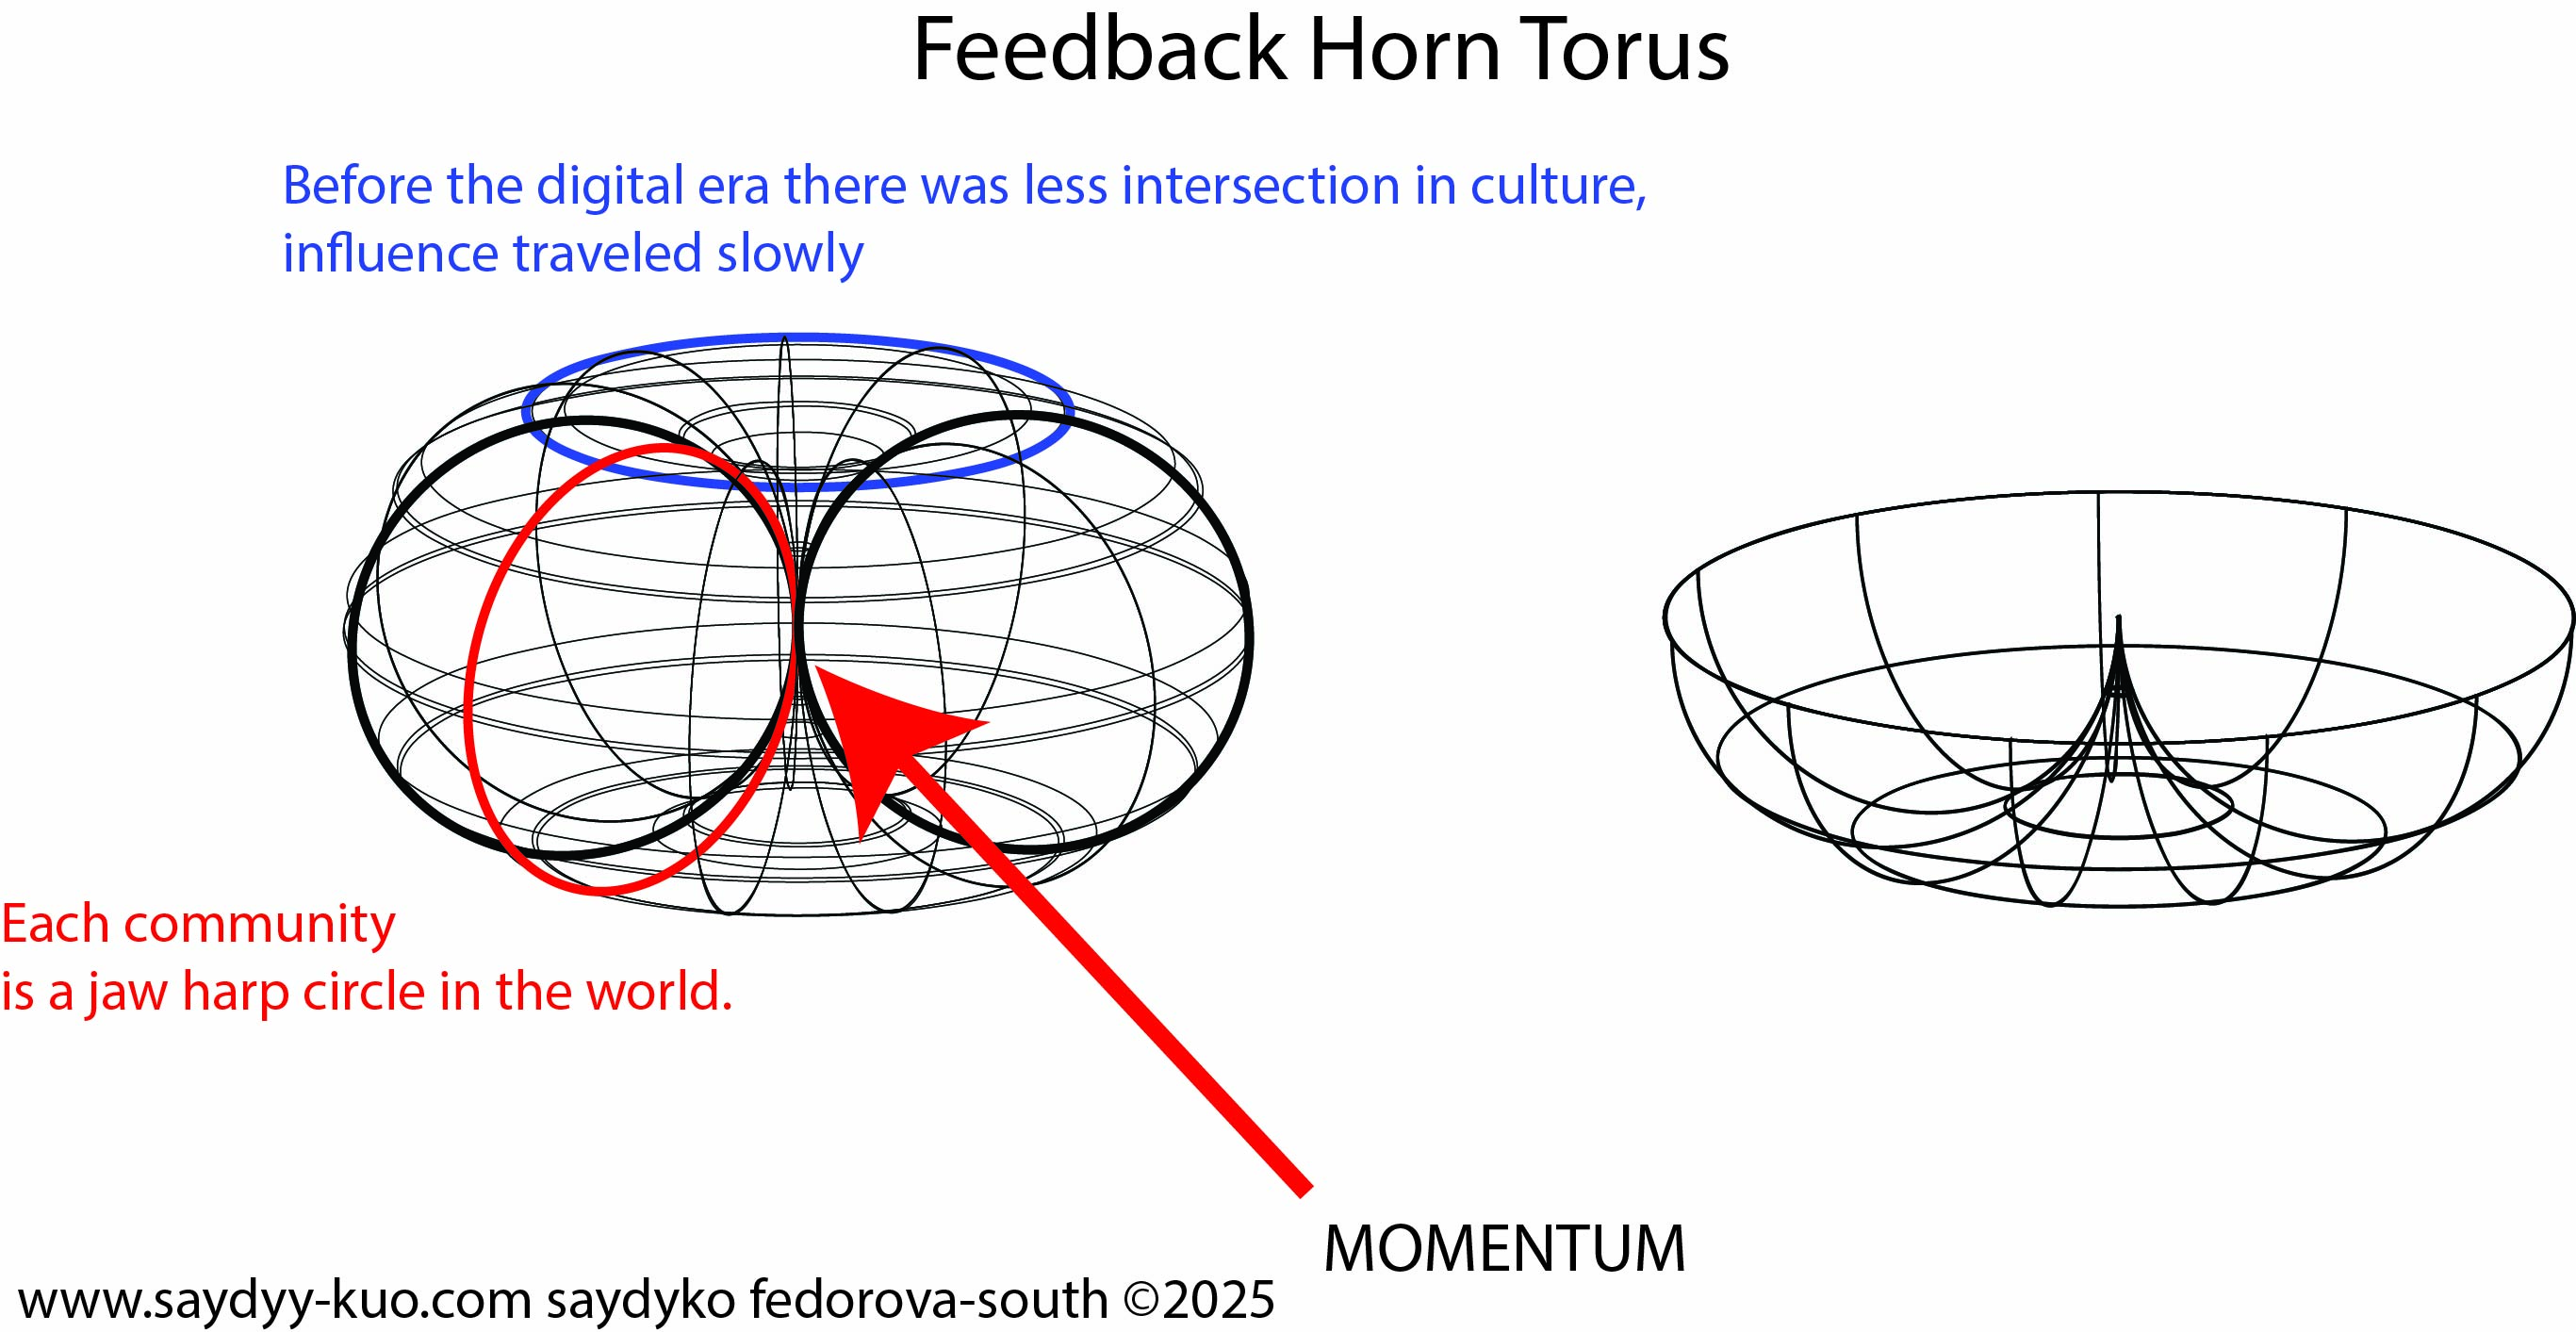 Feedback Horn Torus
Before the digital era there was less intersection in culture,
influence traveled slowly
Each community
is a jaw harp circle in the world.
MOMENTUM
www.saydyy-kuo.com saydyko fedorova-south ©2025